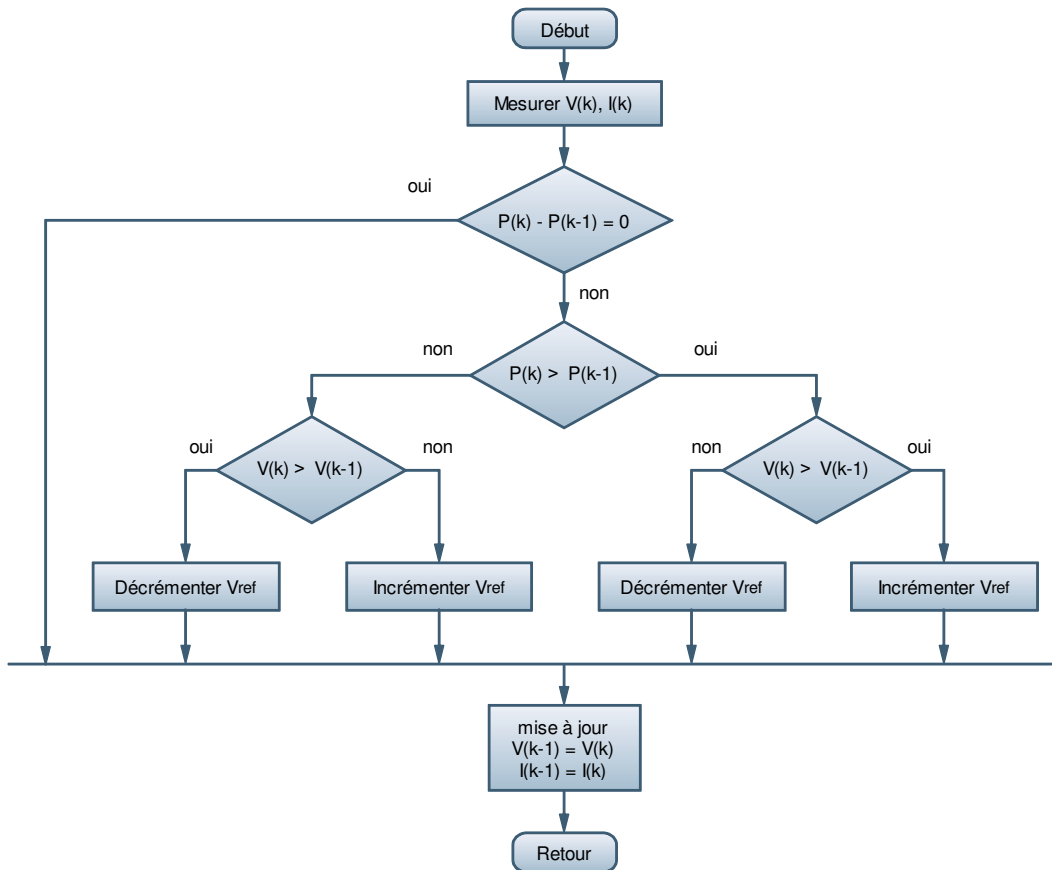 Début
Mesurer V(k), I(k)
oui
P(k) - P(k-1) = 0
non
non
oui
P(k) > P(k-1)
oui
non
non
oui
V(k) > V(k-1)
V(k) > V(k-1)
Décrémenter Vref
Incrémenter Vref
Décrémenter Vref
Incrémenter Vref
mise à jour
V(k-1) = V(k)
I(k-1) = I(k)
Retour